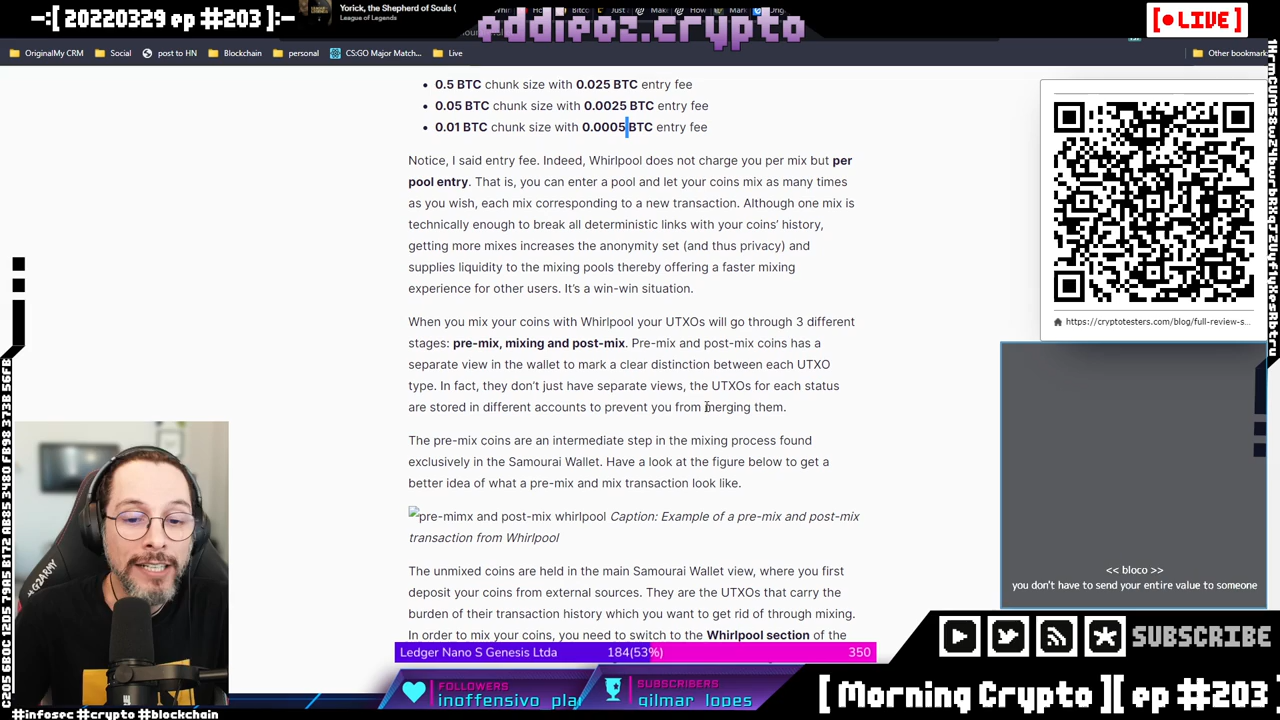 -:[ 20220329 ep #203 ]:-
Yorick, the Shepherd of Souls (
League of Legends
eddieoz.crypto
[● LIVE]
OriginalMy CRM
Social
post to HN
Blockchain
personal
CS:GO Major Match...
Live
Other bookmark
• 0.5 BTC chunk size with 0.025 BTC entry fee
• 0.05 BTC chunk size with 0.0025 BTC entry fee
• 0.01 BTC chunk size with 0.0005 BTC entry fee
Notice, I said entry fee. Indeed, Whirlpool does not charge you per mix but per
pool entry. That is, you can enter a pool and let your coins mix as many times
as you wish, each mix corresponding to a new transaction. Although one mix is
technically enough to break all deterministic links with your coins’ history,
getting more mixes increases the anonymity set (and thus privacy) and
supplies liquidity to the mixing pools thereby offering a faster mixing
experience for other users. It’s a win-win situation.
When you mix your coins with Whirlpool your UTXOs will go through 3 different
stages: pre-mix, mixing and post-mix. Pre-mix and post-mix coins has a
separate view in the wallet to mark a clear distinction between each UTXO
type. In fact, they don’t just have separate views, the UTXOs for each status
are stored in different accounts to prevent you from merging them.
The pre-mix coins are an intermediate step in the mixing process found
exclusively in the Samourai Wallet. Have a look at the figure below to get a
better idea of what a pre-mix and mix transaction look like.
pre-mimx and post-mix whirlpool Caption: Example of a pre-mix and post-mix
transaction from Whirlpool
The unmixed coins are held in the main Samourai Wallet view, where you first
deposit your coins from external sources. They are the UTXOs that carry the
burden of their transaction history which you want to get rid of through mixing.
In order to mix your coins, you need to switch to the Whirlpool section of the
https://cryptotesters.com/blog/full-review-s...
<< bloco >>
you don't have to send your entire value to someone
Ledger Nano S Genesis Ltda
184(53%)
350
FOLLOWERS
inoffensivo_pla
SUBSCRIBERS
gilmar_lopes
SUBSCRIBE
[ Morning Crypto ][ ep #203 ]
#infosec #crypto #blockchain